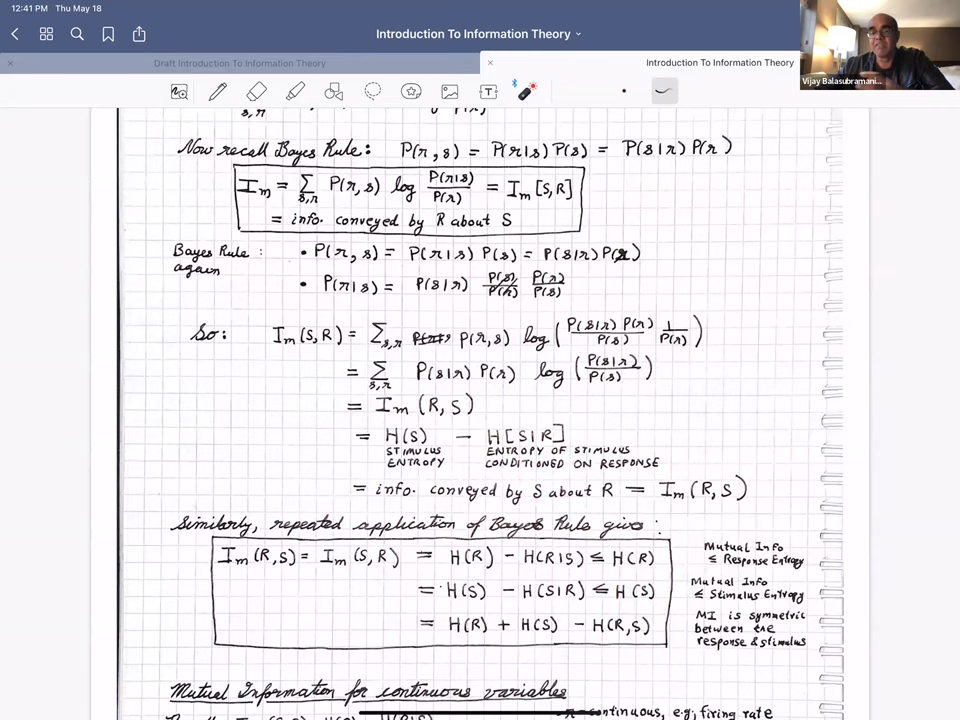 12:41 PM Thu May 18
Introduction To Information Theory
Draft Introduction To Information Theory
Introduction To Information Theory
Vijay Balasubramani...
Now recall Bayes Rule: P(r,s) = P(r|s) P(s) = P(s|r) P(r)
Im = Σ_{s,r} P(r,s) log P(r|s)/P(r) = Im[S,R]
= info. conveyed by R about S
Bayes Rule again : • P(r,s) = P(r|s) P(s) = P(s|r) P(r)
• P(r|s) = P(s|r) P(s)/P(r) P(r)/P(s)
So: Im(S,R) = Σ_{s,r} P(r,s) log (P(s|r) P(r)/P(s) 1/P(r))
= Σ_{s,r} P(s|r) P(r) log (P(s|r)/P(s))
= Im(R,S)
= H(S) - H[S|R]
STIMULUS ENTROPY
ENTROPY OF STIMULUS CONDITIONED ON RESPONSE
= info. conveyed by S about R = Im(R,S)
Similarly, repeated application of Bayes Rule give :
Im(R,S) = Im(S,R) = H(R) - H(R|S) ≤ H(R)
= H(S) - H(S|R) ≤ H(S)
= H(R) + H(S) - H(R,S)
Mutual Info
≤ Response Entropy
Mutual Info
≤ Stimulus Entropy
MI is symmetric
between the
response & stimulus
Mutual Information for continuous variables
continuous, e.g., firing rate